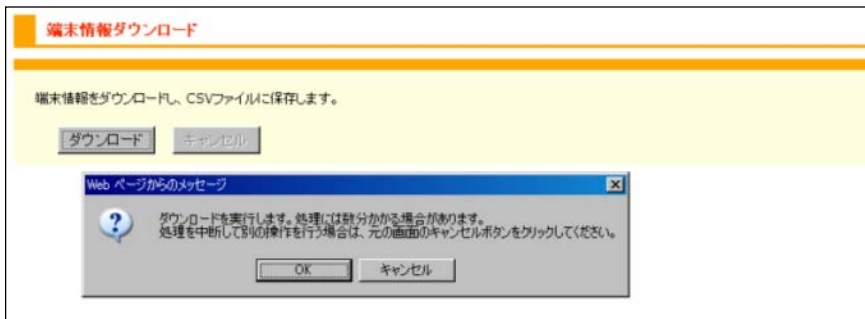 端末情報ダウンロード
端末情報をダウンロードし、CSVファイルに保存します。
ダウンロード キャンセル
Web ページからのメッセージ
ダウンロードを実行します。処理には数分かかる場合があります。
処理を中断して別の操作を行う場合は、元の画面のキャンセルボタンをクリックしてください。
OK キャンセル